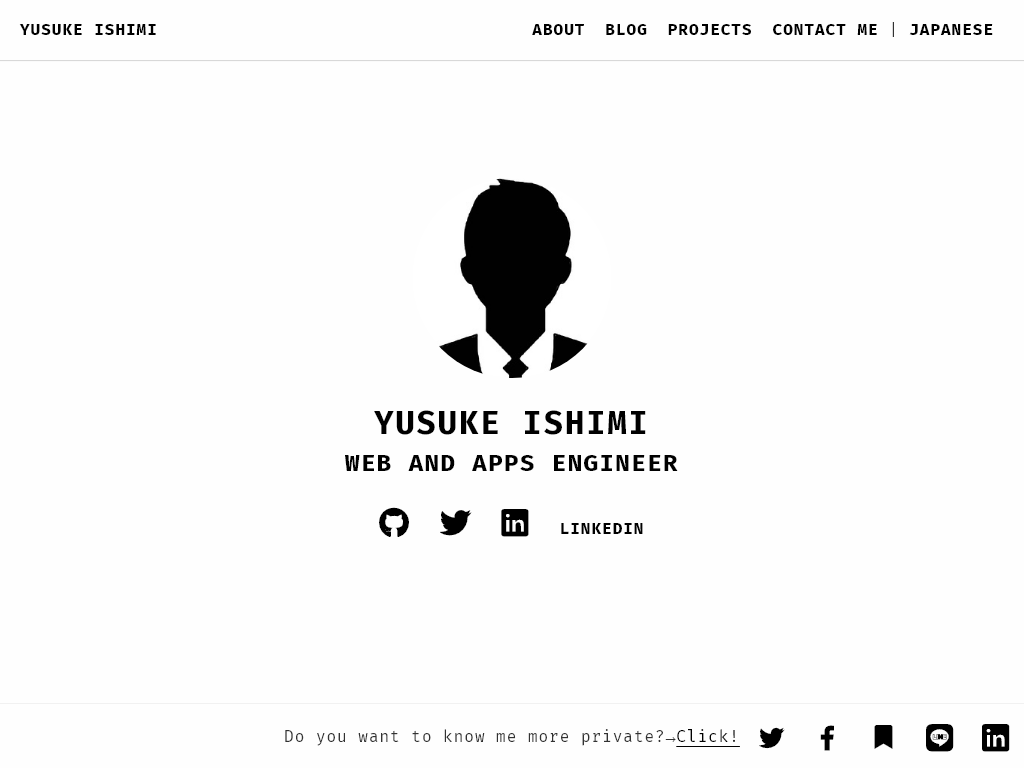 YUSUKE ISHIMI
ABOUT BLOG PROJECTS CONTACT ME | JAPANESE
YUSUKE ISHIMI
WEB AND APPS ENGINEER
LINKEDIN
Do you want to know me more private?→Click!